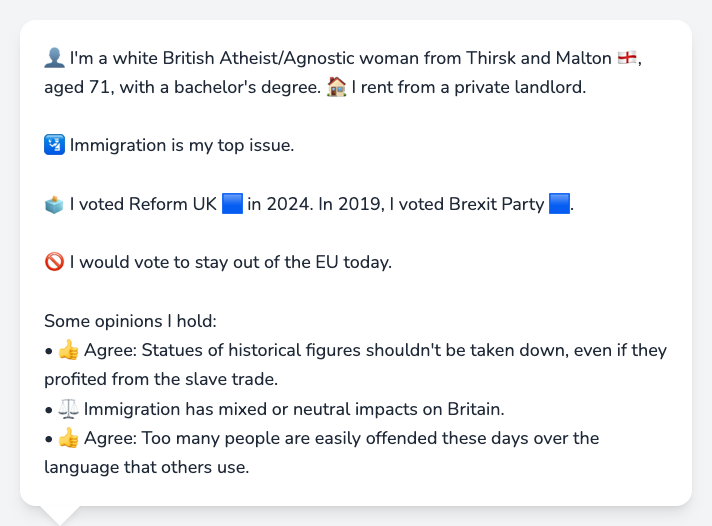 👤 I'm a white British Atheist/Agnostic woman from Thirsk and Malton 🏴󠁧󠁢󠁥󠁮󠁧󠁿,
aged 71, with a bachelor's degree. 🏠 I rent from a private landlord.
🛂 Immigration is my top issue.
🗳️ I voted Reform UK 🟦 in 2024. In 2019, I voted Brexit Party 🟦.
🚫 I would vote to stay out of the EU today.
Some opinions I hold:
• 👍 Agree: Statues of historical figures shouldn't be taken down, even if they
profited from the slave trade.
• ⚖️ Immigration has mixed or neutral impacts on Britain.
• 👍 Agree: Too many people are easily offended these days over the
language that others use.